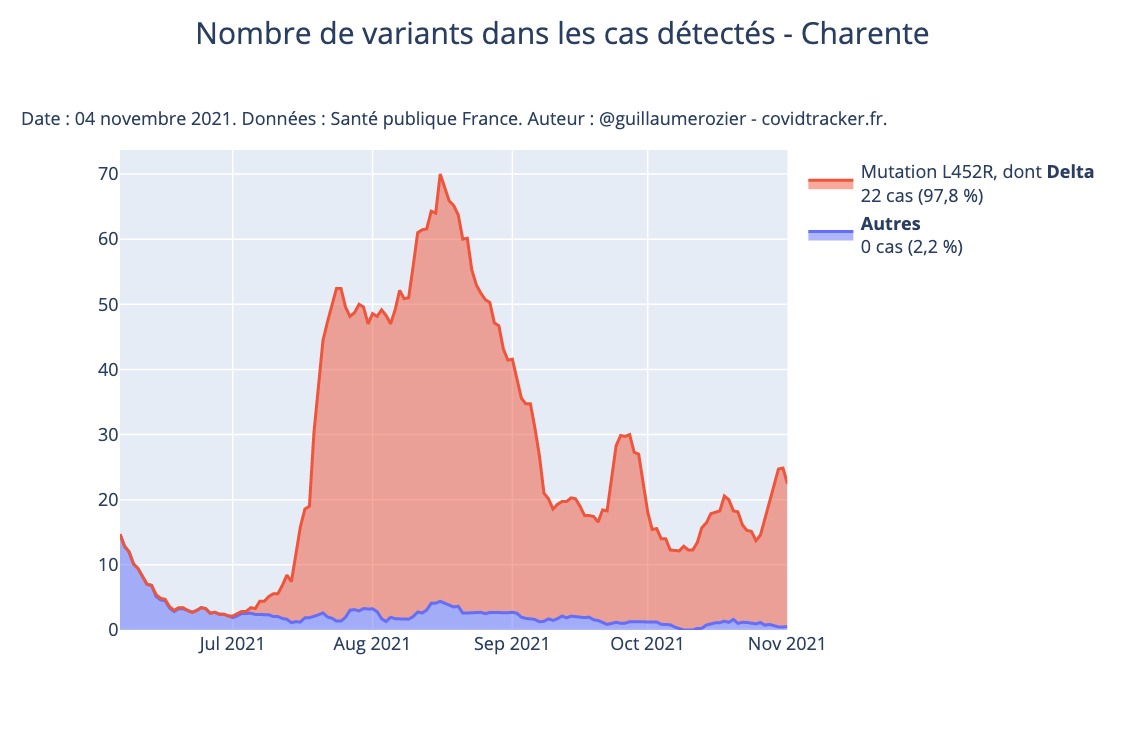 Nombre de variants dans les cas détectés - Charente
Date : 04 novembre 2021. Données : Santé publique France. Auteur : @guillaumerozier - covidtracker.fr.
70
60
50
40
30
20
10
0
Jul 2021
Aug 2021
Sep 2021
Oct 2021
Nov 2021
Mutation L452R, dont Delta
22 cas (97,8 %)
Autres
0 cas (2,2 %)